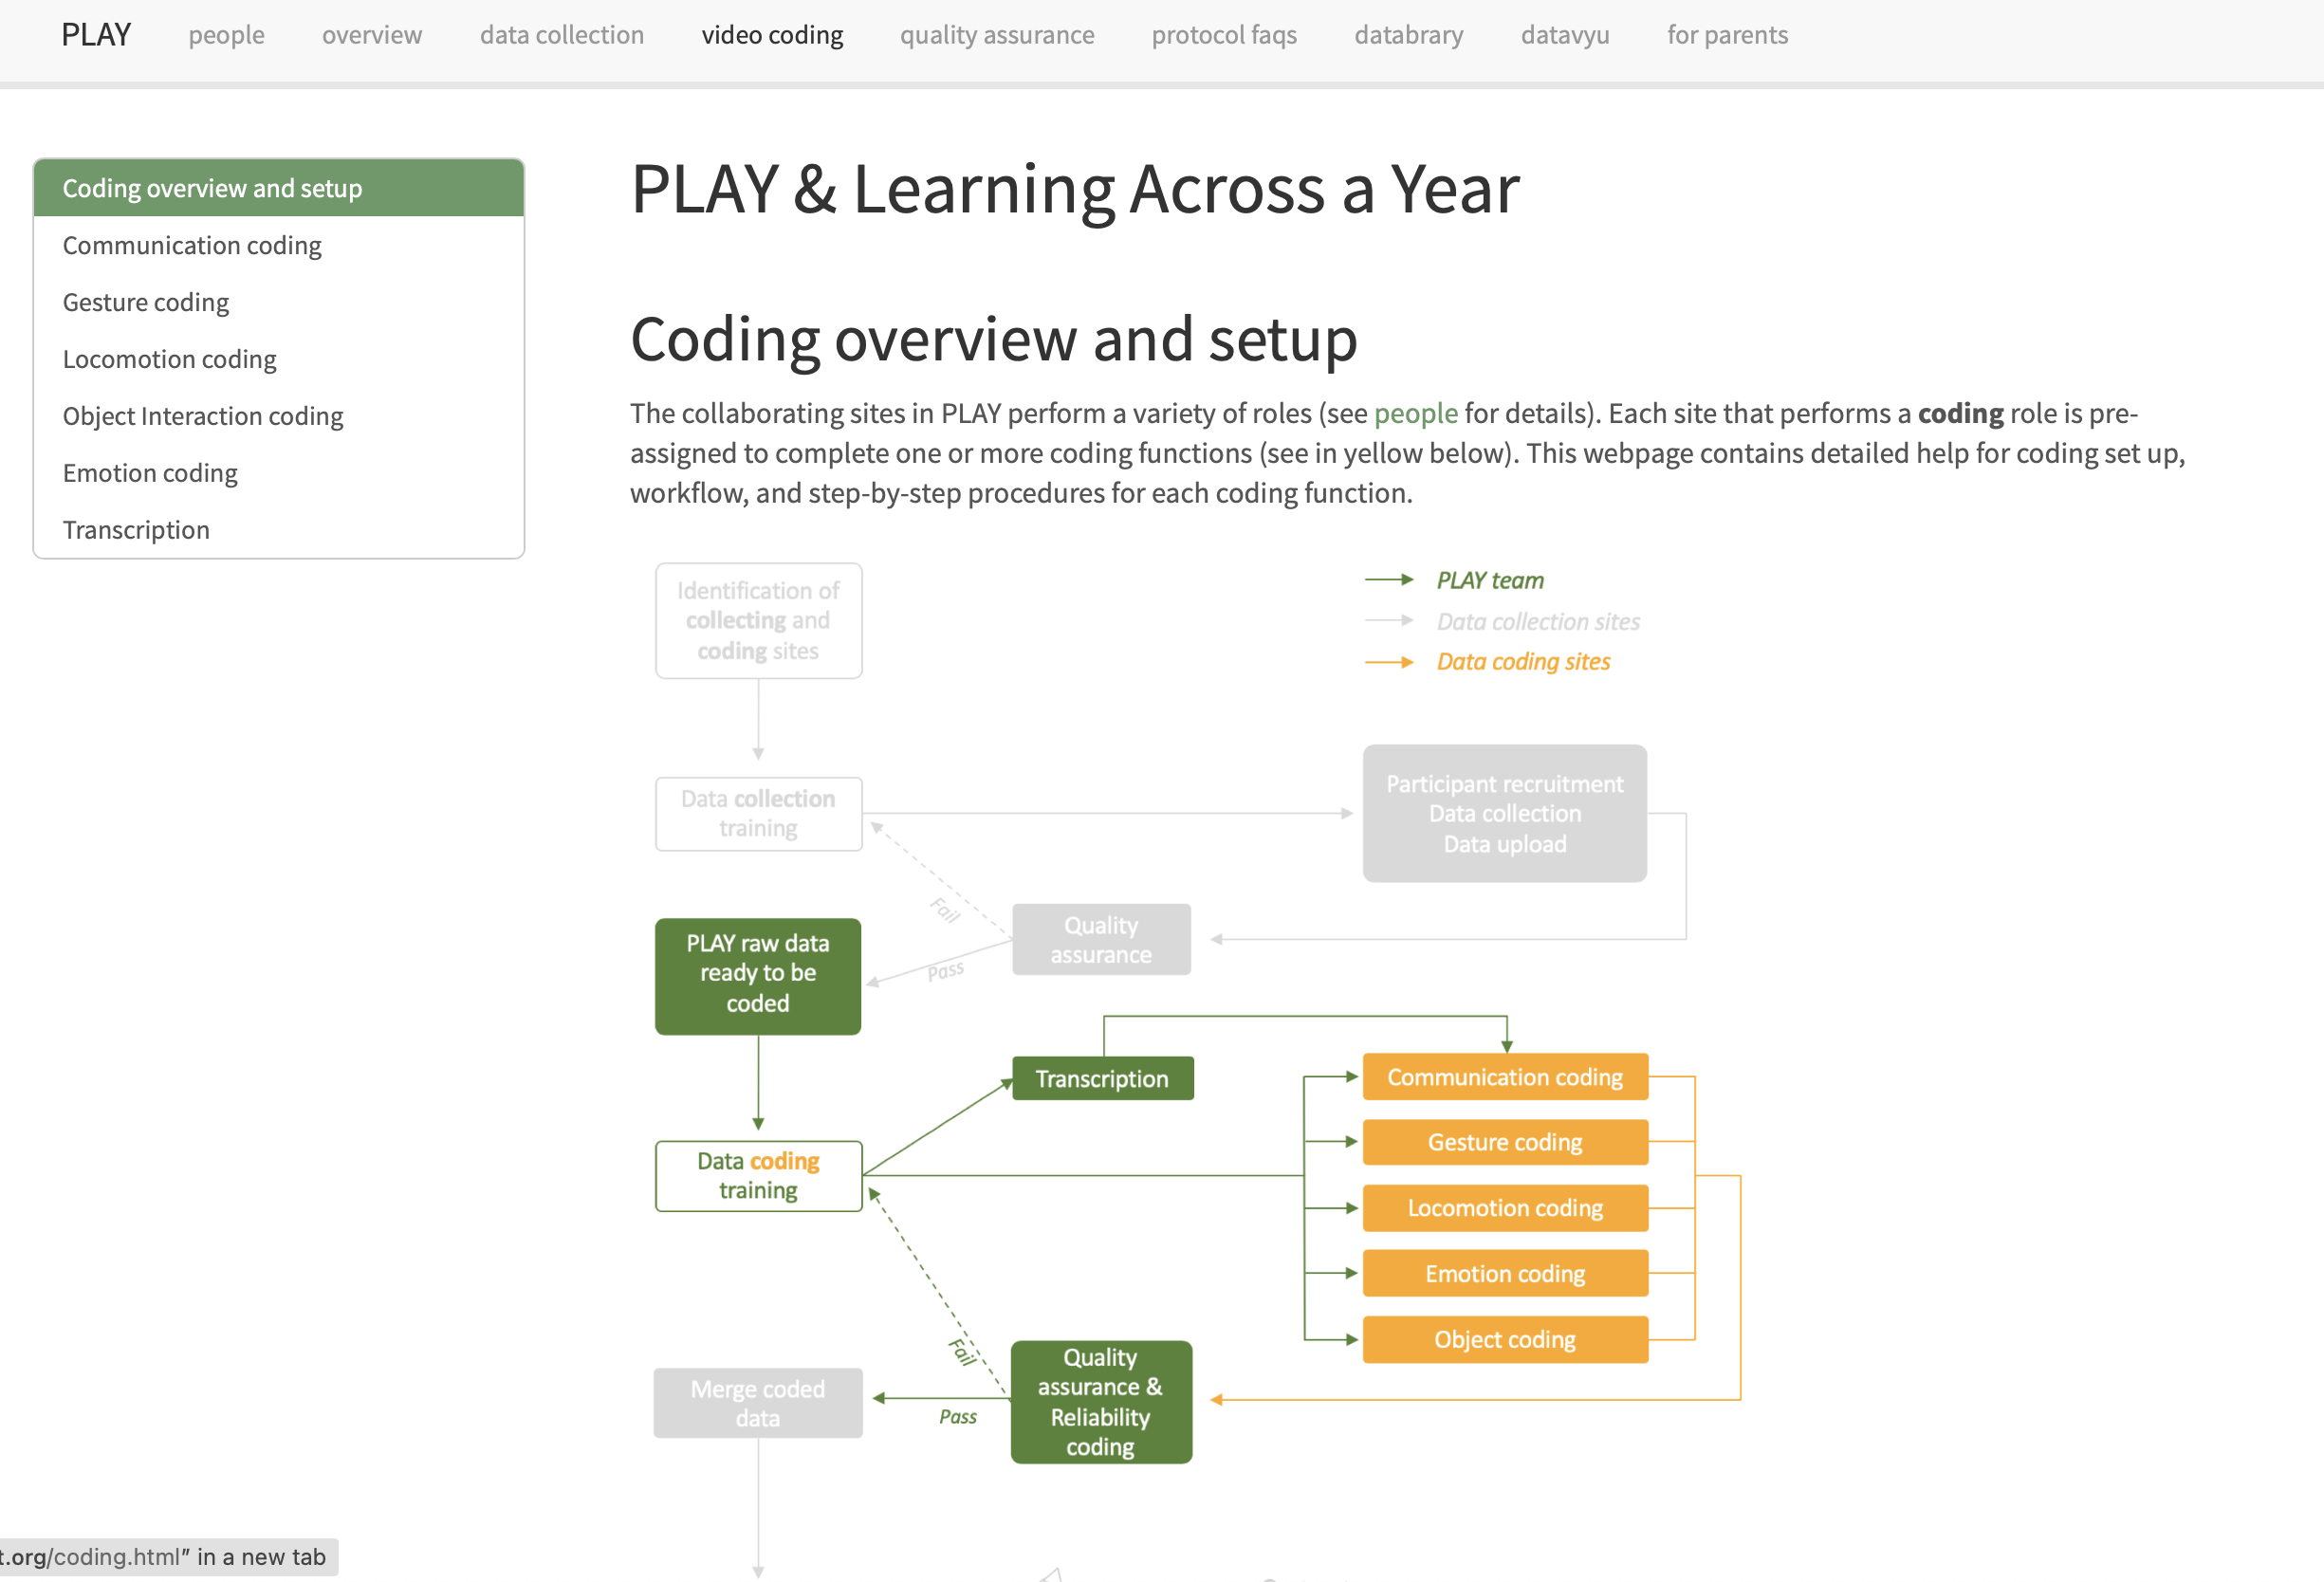 PLAY people overview data collection video coding quality assurance protocol faqs databrary datavyu for parents
Coding overview and setup
Communication coding
Gesture coding
Locomotion coding
Object Interaction coding
Emotion coding
Transcription
PLAY & Learning Across a Year
Coding overview and setup
The collaborating sites in PLAY perform a variety of roles (see people for details). Each site that performs a coding role is pre-
assigned to complete one or more coding functions (see in yellow below). This webpage contains detailed help for coding set up,
workflow, and step-by-step procedures for each coding function.
Identification of
collecting and
coding sites
PLAY team
Data collection sites
Data coding sites
Data collection
training
Participant recruitment
Data collection
Data upload
Fail
Quality
assurance
Pass
PLAY raw data
ready to be
coded
Transcription
Communication coding
Gesture coding
Locomotion coding
Emotion coding
Object coding
Data coding
training
Fail
Quality
assurance &
Reliability
coding
Pass
Merge coded
data
t.org/coding.html" in a new tab